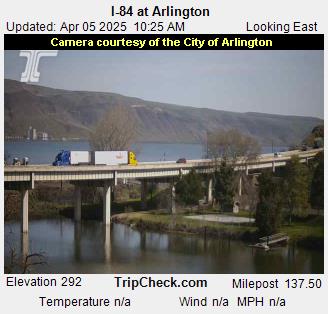 I-84 at Arlington
Updated: Apr 05 2025 10:25 AM Looking East
Camera courtesy of the City of Arlington
Elevation 292 TripCheck.com Milepost 137.50
Temperature n/a Wind n/a MPH n/a